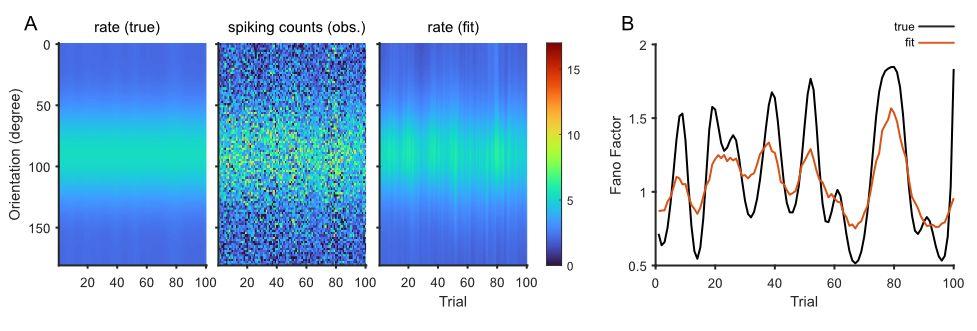 A
rate (true)
spiking counts (obs.)
rate (fit)
Orientation (degree)
0
50
100
150
20 40 60 80 100
20 40 60 80 100
20 40 60 80 100
Trial
15
10
5
0
B
true
fit
Fano Factor
2
1.5
1
0.5
0 20 40 60 80 100
Trial